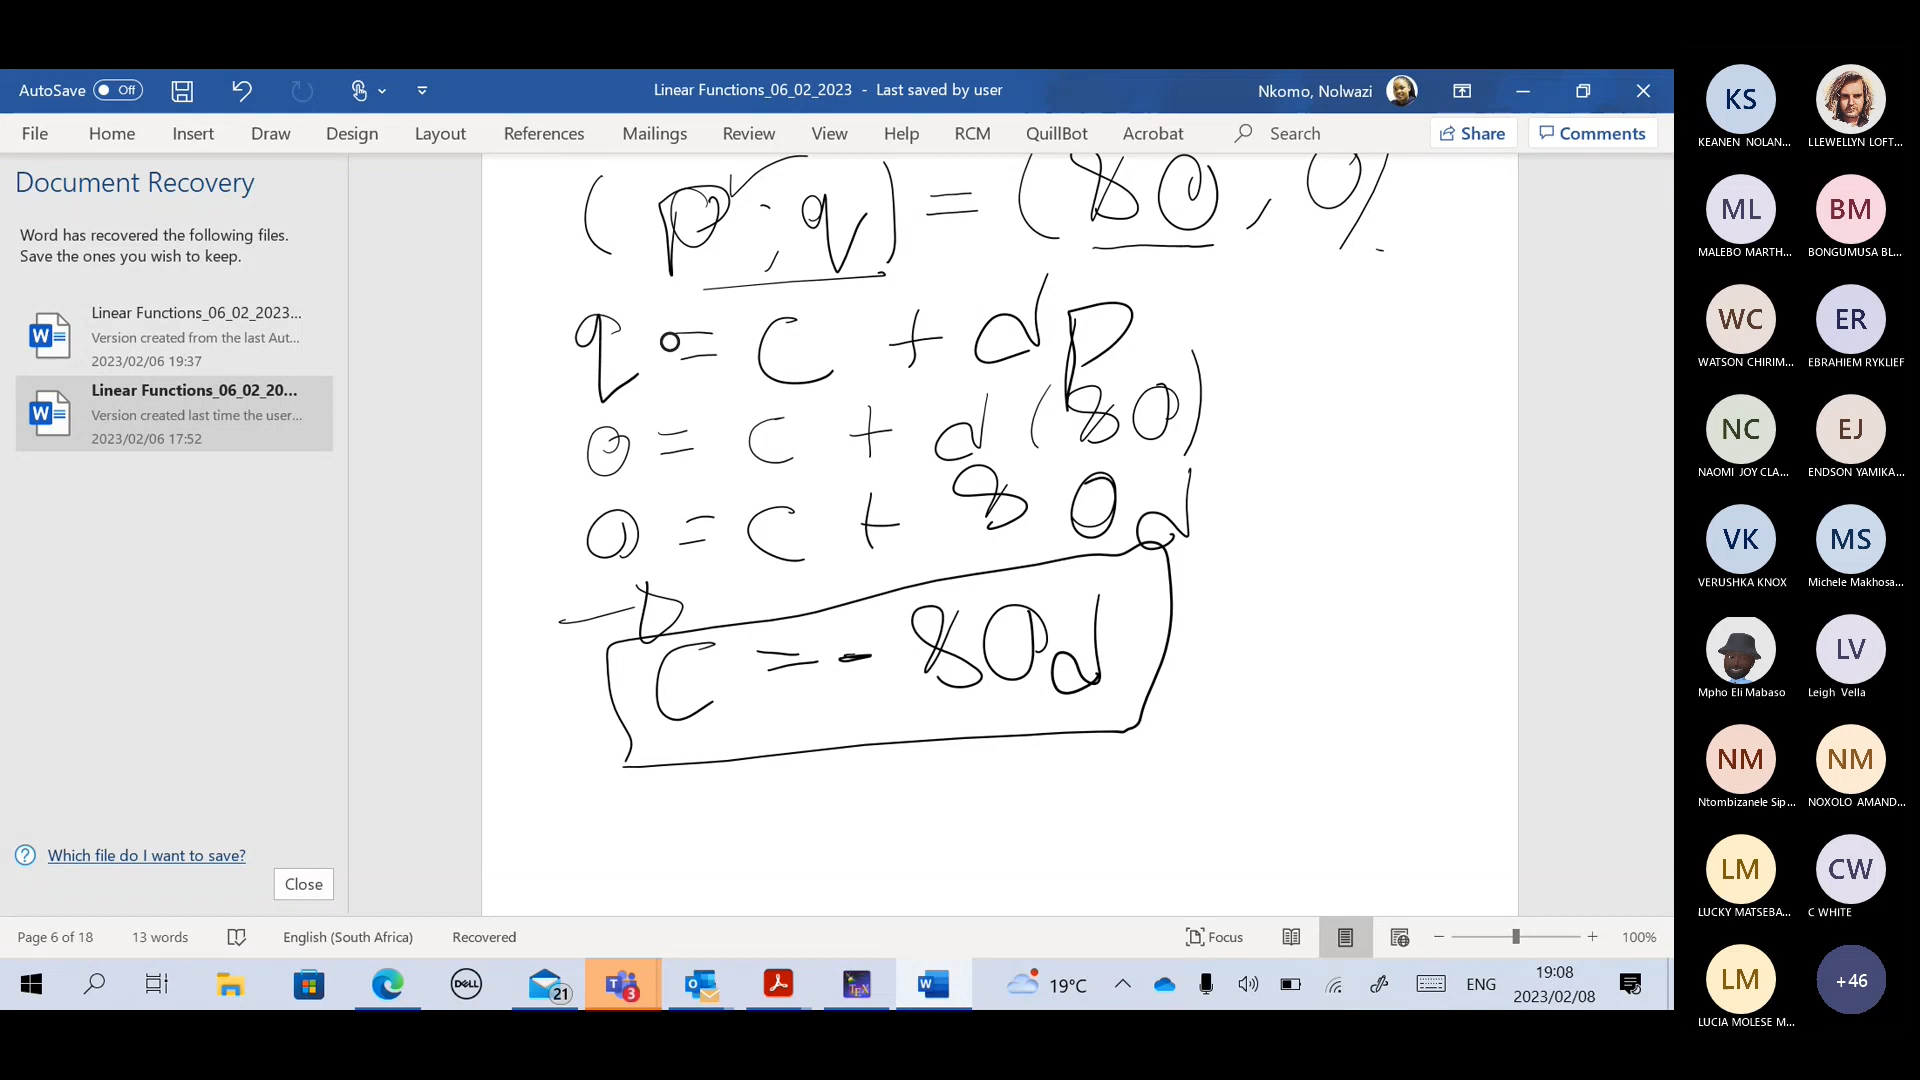 AutoSave Off
Linear Functions_06_02_2023 - Last saved by user
Nkomo, Nolwazi
File Home Insert Draw Design Layout References Mailings Review View Help RCM QuillBot Acrobat Search Share Comments
Document Recovery
Word has recovered the following files.
Save the ones you wish to keep.
Linear Functions_06_02_2023...
Version created from the last Aut...
2023/02/06 19:37
Linear Functions_06_02_20...
Version created last time the user...
2023/02/06 17:52
Which file do I want to save?
Close
(p ; q) = (80, 0)
q = c + dp
0 = c + d(80)
0 = c + 80d
c = - 80d
Page 6 of 18 13 words English (South Africa) Recovered Focus 100%
DELL 21 3 TEX 19°C ENG
19:08
2023/02/08
KS
KEANEN NOLAN...
LLEWELLYN LOFT...
ML BM
MALEBO MARTH... BONGUMUSA BL...
WC ER
WATSON CHIRIM... EBRAHIEM RYKLIEF
NC EJ
NAOMI JOY CLA... ENDSON YAMIKA...
VK MS
VERUSHKA KNOX Michele Makhosa...
LV
Mpho Eli Mabaso Leigh Vella
NM NM
Ntombizanele Sip... NOXOLO AMAND...
LM CW
LUCKY MATSEBA... C WHITE
LM +46
LUCIA MOLESE M...